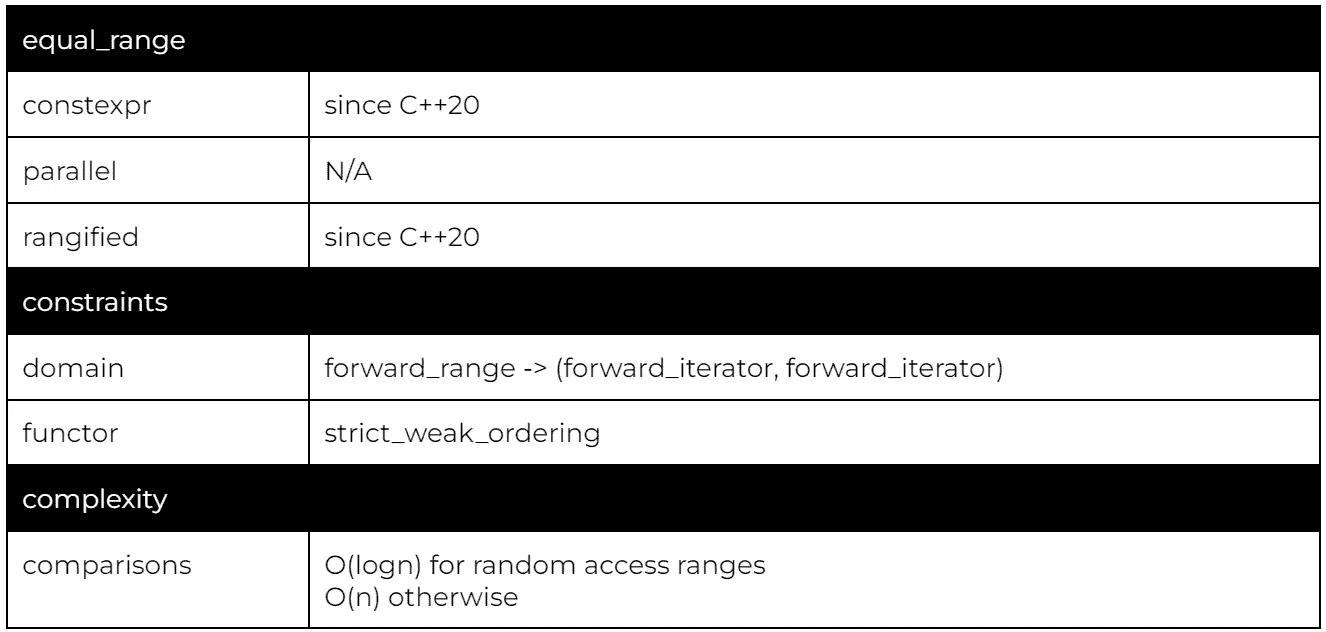 equal_range
constexpr since C++20
parallel N/A
rangified since C++20
constraints
domain forward_range -> (forward_iterator, forward_iterator)
functor strict_weak_ordering
complexity
comparisons O(logn) for random access ranges
O(n) otherwise